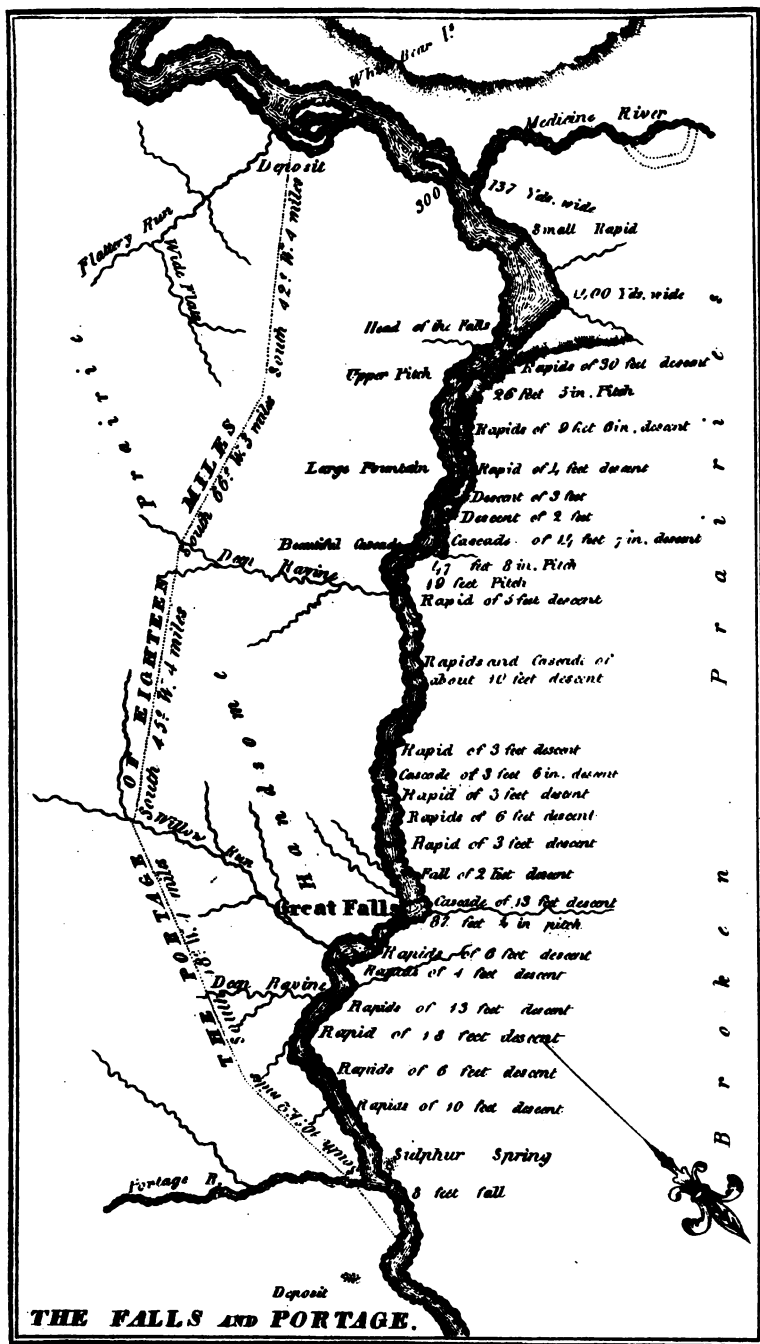 White Bear Is
Medicine River
Deposit
300
137 Yds. wide
Small Rapid
Flattery Run
Yds. wide
Head of the Falls
South 42° W. 4 miles
Rapids of 30 feet descent
Upper Pitch
26 feet 5 in. Pitch
Rapids of 9 feet 6 in. descent
Large Fountain
feet descent
Descent of 3 feet
Descent of 2 feet
South 66° W. 3 miles
Beautiful Cascade
Cascade of 14 feet 7 in. descent
47 feet 8 in. Pitch
19 feet Pitch
Deep Ravine
Rapid of 5 feet descent
Rapids and Cascade of
about 10 feet descent
South 45° W. 4 miles
Rapid of 3 feet descent
Cascade of 3 feet 6 in. descent
Rapid of 3 feet descent
Rapids of 6 feet descent
Willow Run
Rapid of 3 feet descent
Fall of 2 feet descent
Great Falls
Cascade of 13 feet descent
87 feet in pitch
Rapids of 6 feet descent
Rapids of 4 feet descent
Deep Ravine
Rapids of 13 feet descent
Rapid of 18 feet descent
Rapids of 6 feet descent
Rapids of 10 feet descent
Sulphur Spring
Portage R.
8 feet fall
THE PORTAGE OF EIGHTEEN MILES
Handsome Prairie
Broken Prairies
Deposit
THE FALLS AND PORTAGE.